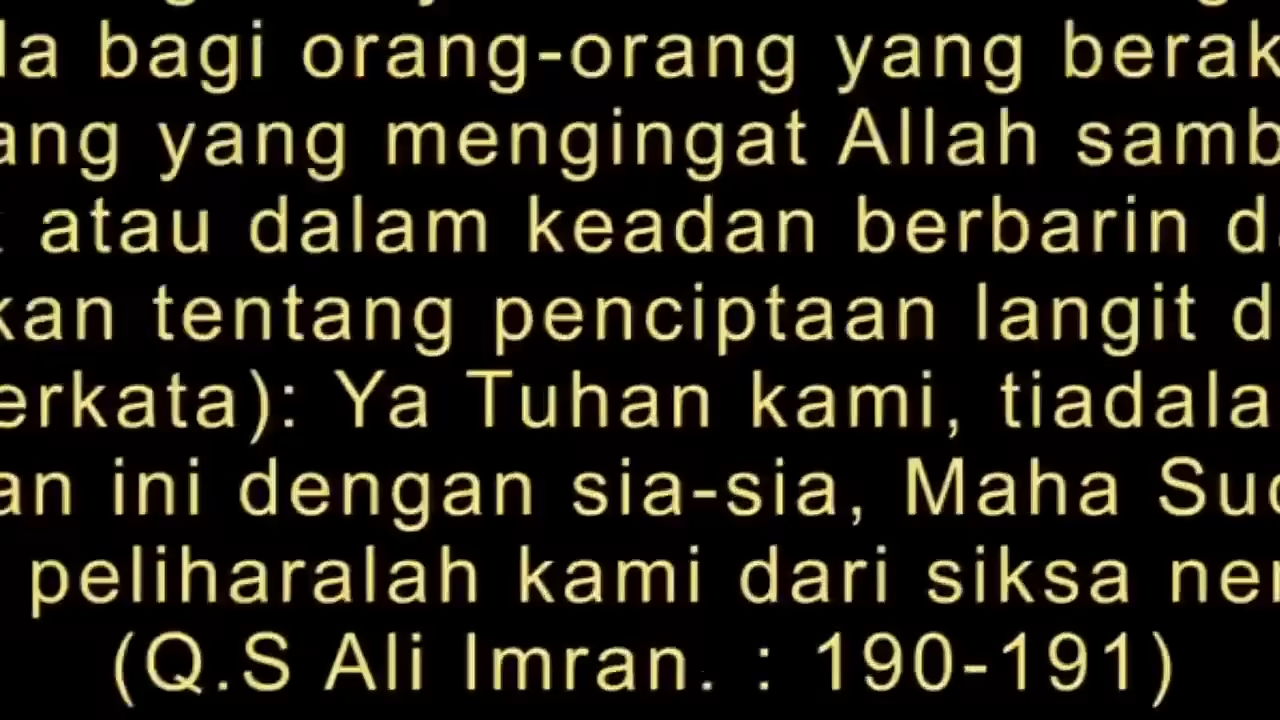 la bagi orang-orang yang berak
ang yang mengingat Allah samb
atau dalam keadan berbarin d
kan tentang penciptaan langit d
erkata): Ya Tuhan kami, tiadala
an ini dengan sia-sia, Maha Suc
peliharalah kami dari siksa ner
(Q.S Ali Imran. : 190-191)